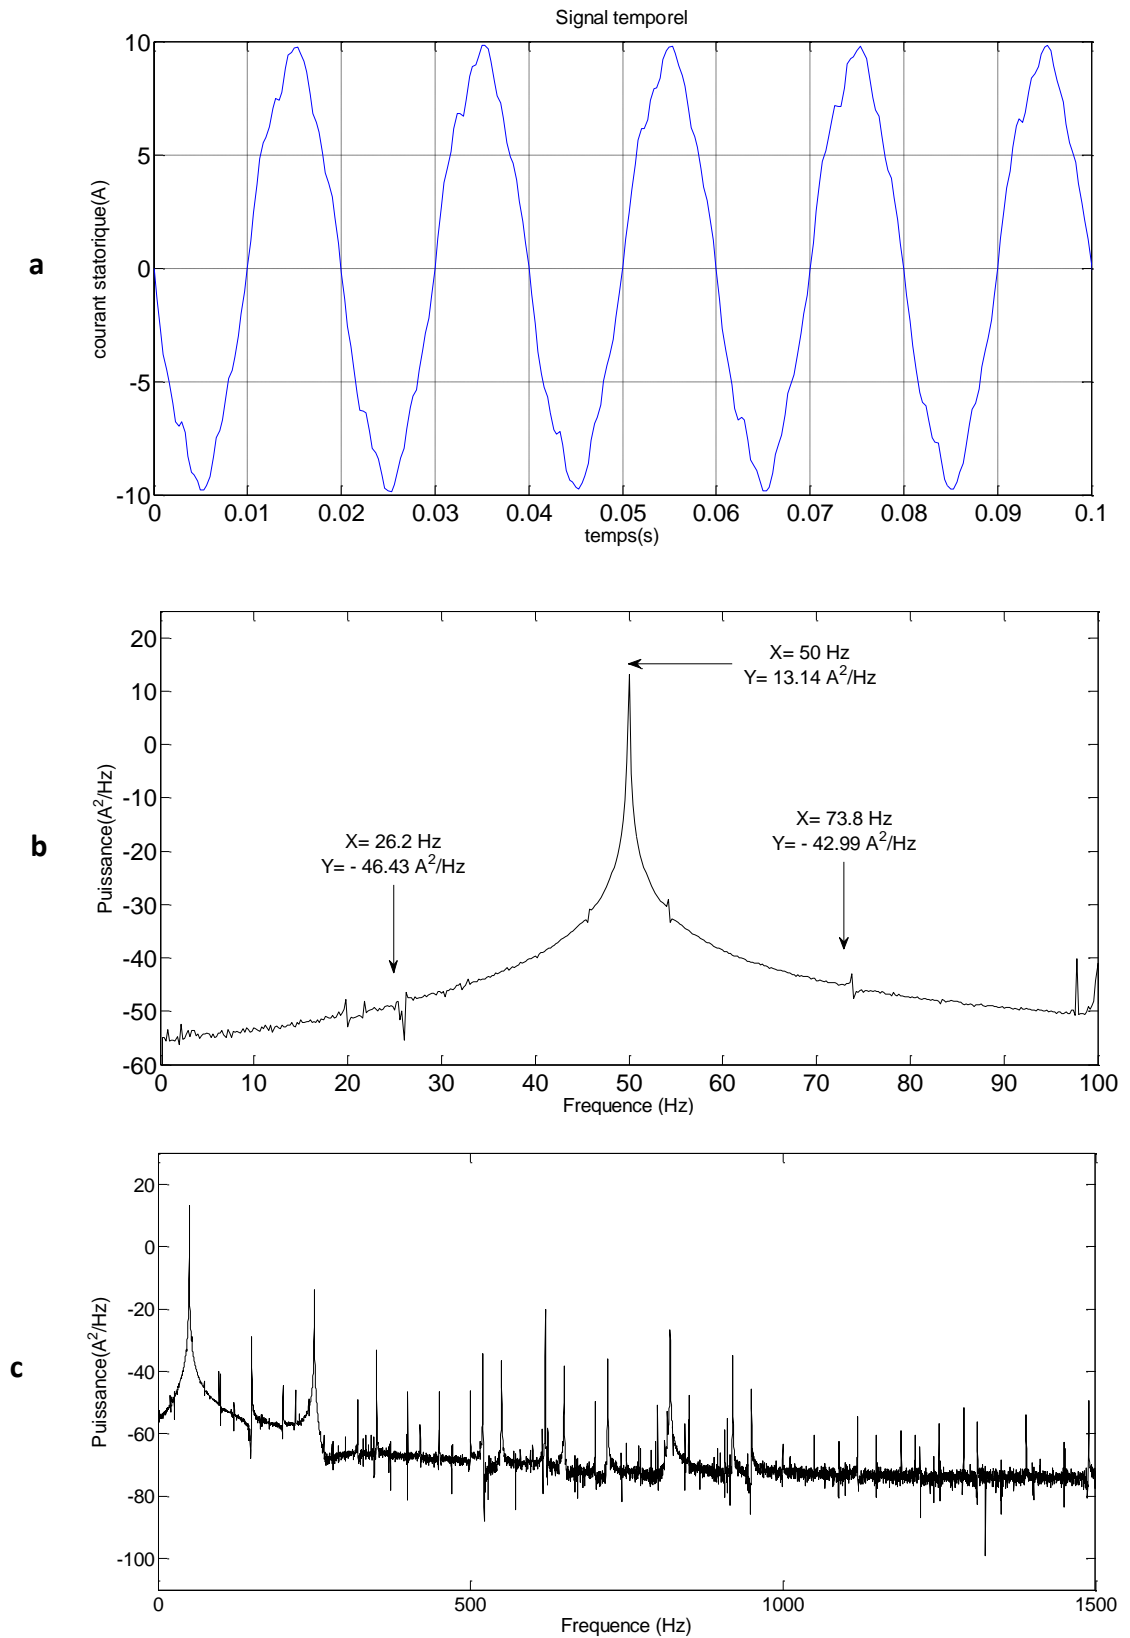 Signal temporel
a
courant statorique(A)
10
5
0
-5
-10
0 0.01 0.02 0.03 0.04 0.05 0.06 0.07 0.08 0.09 0.1
temps(s)
b
Puissance(A²/Hz)
20
10
0
-10
-20
-30
-40
-50
-60
X= 50 Hz
Y= 13.14 A²/Hz
X= 73.8 Hz
Y= - 42.99 A²/Hz
X= 26.2 Hz
Y= - 46.43 A²/Hz
0 10 20 30 40 50 60 70 80 90 100
Frequence (Hz)
c
Puissance(A²/Hz)
20
0
-20
-40
-60
-80
-100
0 500 1000 1500
Frequence (Hz)